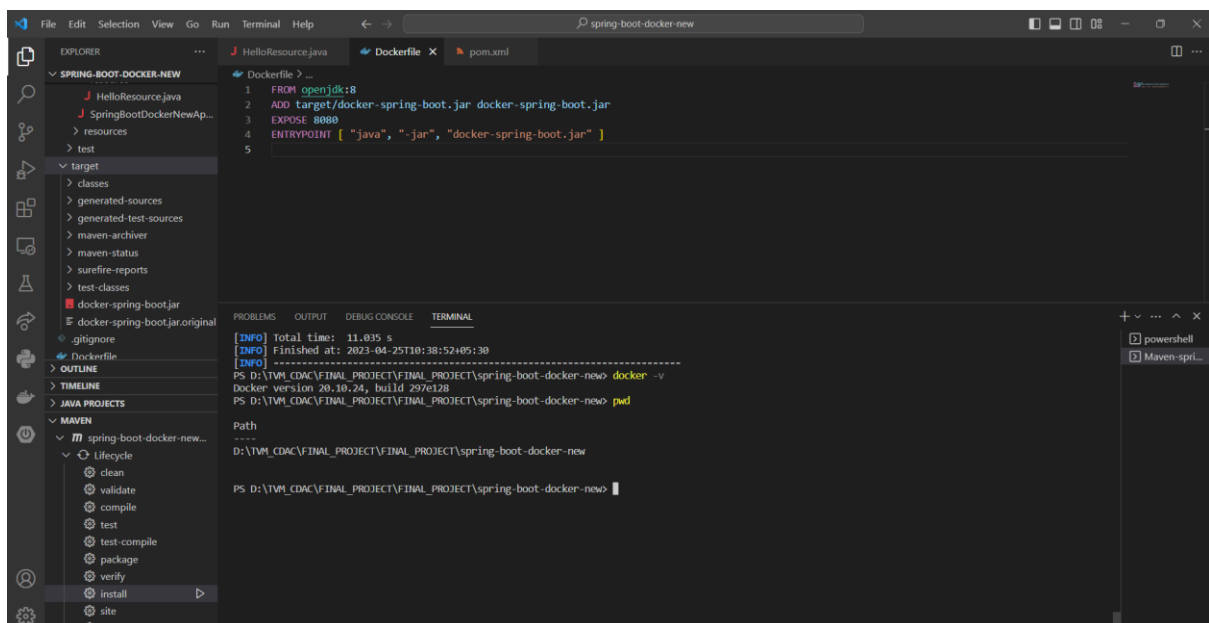 File Edit Selection View Go Run Terminal Help
spring-boot-docker-new
EXPLORER
HelloResource.java
Dockerfile
pom.xml
SPRING-BOOT-DOCKER-NEW
HelloResource.java
SpringBootDockerNewAp...
resources
test
target
classes
generated-sources
generated-test-sources
maven-archiver
maven-status
surefire-reports
test-classes
docker-spring-boot.jar
docker-spring-boot.jar.original
.gitignore
Dockerfile
OUTLINE
TIMELINE
JAVA PROJECTS
MAVEN
spring-boot-docker-new...
Lifecycle
clean
validate
compile
test
test-compile
package
verify
install
site
Dockerfile > ...
1 FROM openjdk:8
2 ADD target/docker-spring-boot.jar docker-spring-boot.jar
3 EXPOSE 8080
4 ENTRYPOINT [ "java", "-jar", "docker-spring-boot.jar" ]
5
PROBLEMS OUTPUT DEBUG CONSOLE TERMINAL
[INFO] Total time: 11.035 s
[INFO] Finished at: 2023-04-25T10:38:52+05:30
[INFO] ------------------------------------------------------------------------
PS D:\TVM_CDAC\FINAL_PROJECT\FINAL_PROJECT\spring-boot-docker-new> docker -v
Docker version 20.10.24, build 297e128
PS D:\TVM_CDAC\FINAL_PROJECT\FINAL_PROJECT\spring-boot-docker-new> pwd
Path
----
D:\TVM_CDAC\FINAL_PROJECT\FINAL_PROJECT\spring-boot-docker-new
PS D:\TVM_CDAC\FINAL_PROJECT\FINAL_PROJECT\spring-boot-docker-new>
powershell
Maven-spri...